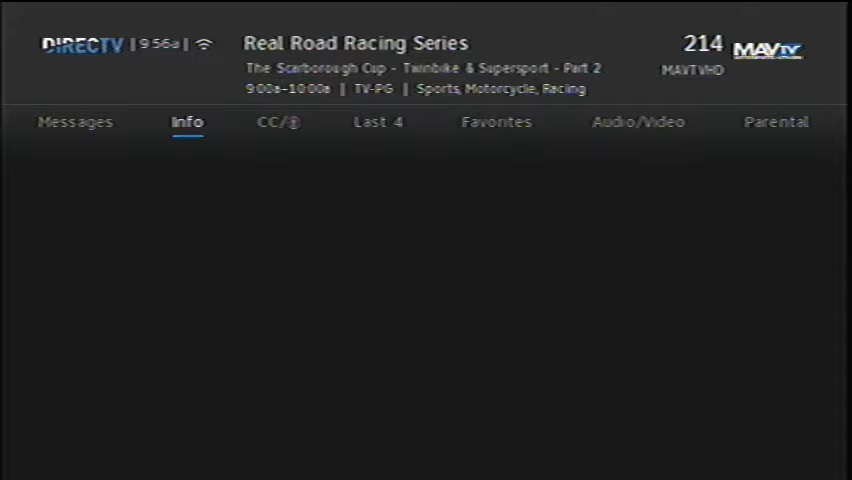 DIRECTV | 9:56a | Real Road Racing Series 214 MAVTV
The Scarborough Cup - Twinbike & Supersport - Part 2 MAVTVHD
9:00a-10:00a | TV-PG | Sports, Motorcycle, Racing
Messages Info CC/ Last 4 Favorites Audio/Video Parental